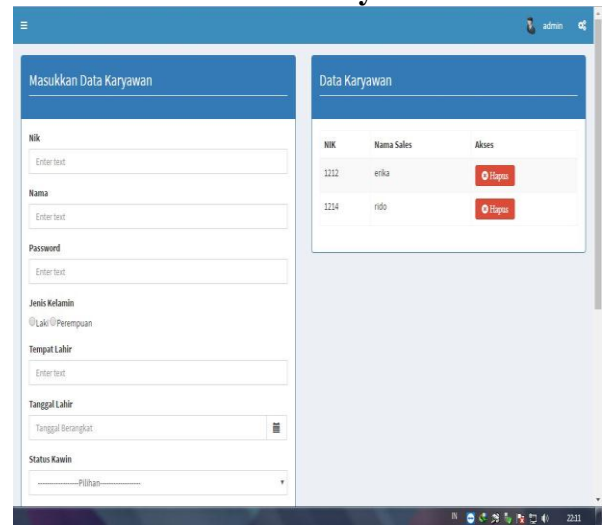 admin
Masukkan Data Karyawan
Nik
Enter text
Nama
Enter text
Password
Enter text
Jenis Kelamin
Laki Perempuan
Tempat Lahir
Enter text
Tanggal Lahir
Tanggal Berangkat
Status Kawin
-----------------Pilihan-----------------
Data Karyawan
NIK Nama Sales Akses
1212 erika Hapus
1214 rido Hapus
IN 22:11